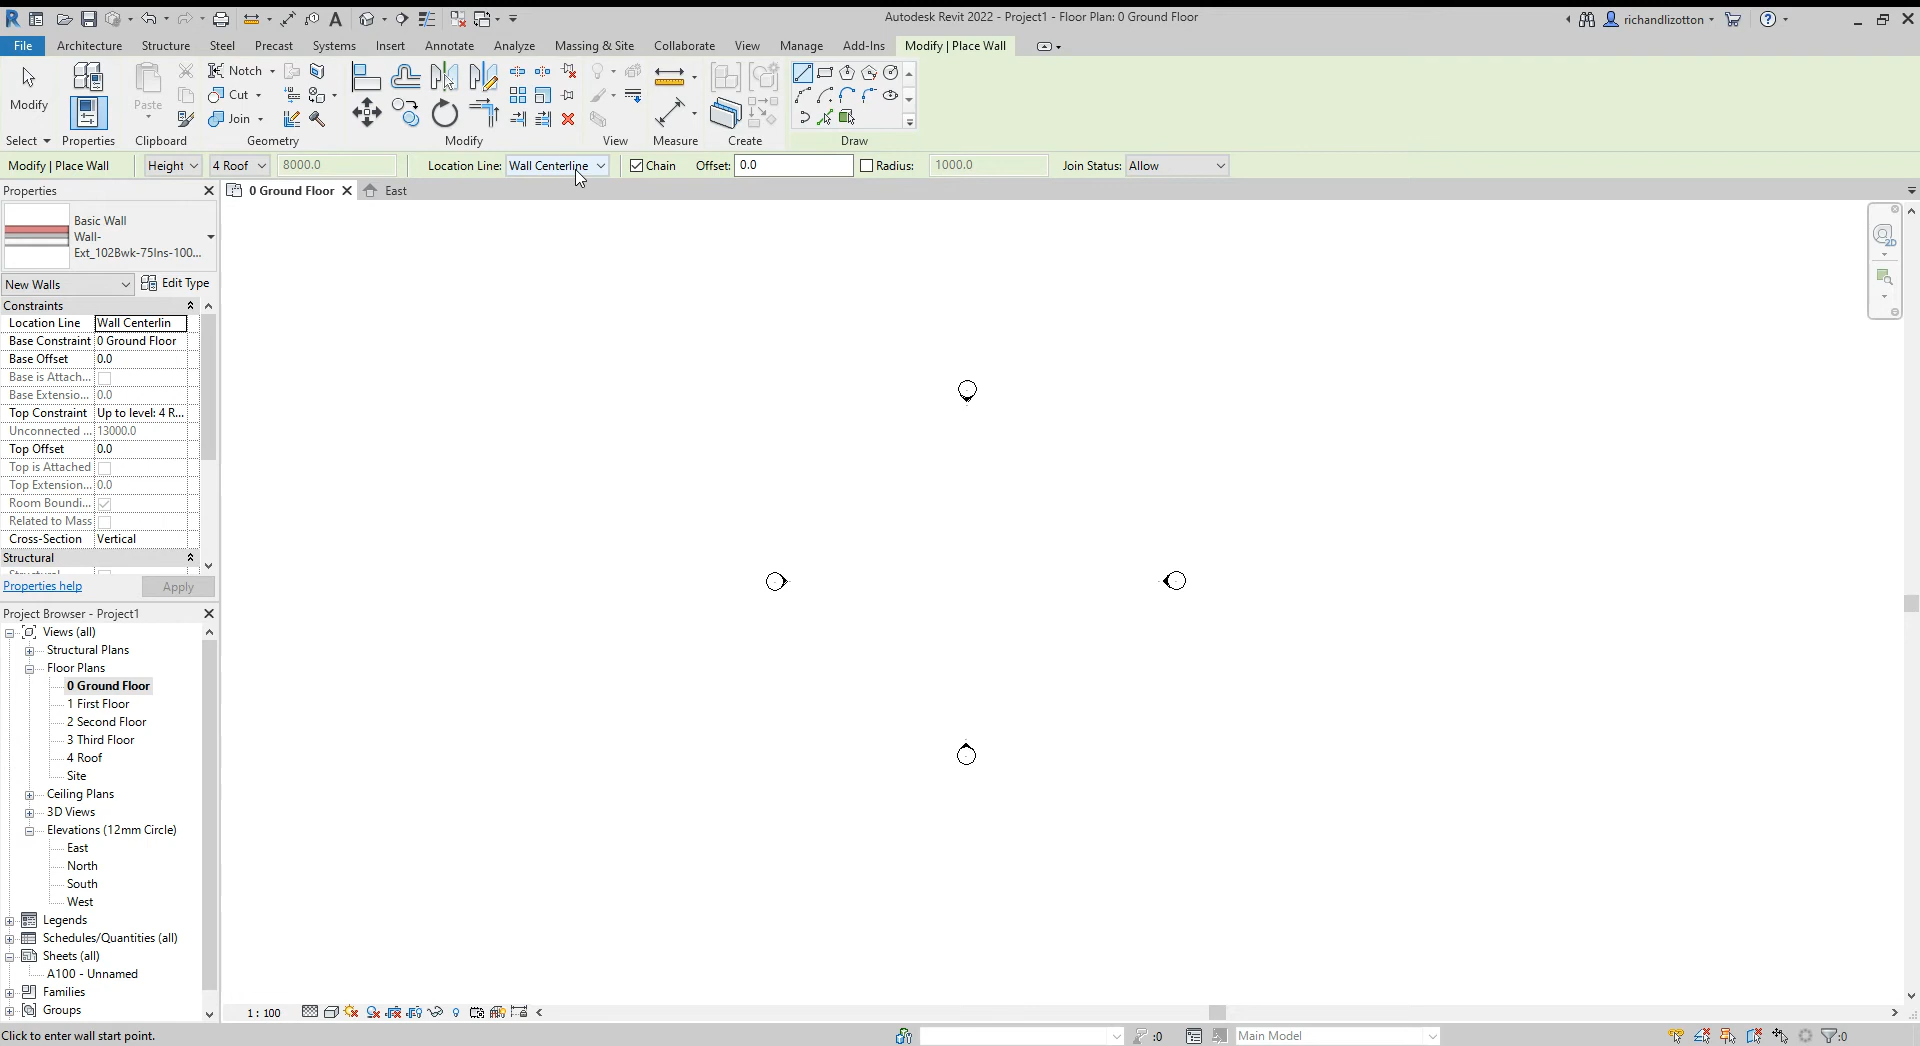 Autodesk Revit 2022 - Project1 - Floor Plan: 0 Ground Floor
richandlizotton
File Architecture Structure Steel Precast Systems Insert Annotate Analyze Massing & Site Collaborate View Manage Add-Ins Modify | Place Wall
Modify
Paste
Notch
Cut
Join
Select Properties Clipboard Geometry Modify View Measure Create Draw
Modify | Place Wall Height 4 Roof 8000.0 Location Line: Wall Centerline Chain Offset: 0.0 Radius: 1000.0 Join Status: Allow
Properties
0 Ground Floor East
Basic Wall
Wall-
Ext_102Bwk-75Ins-100...
2D
New Walls Edit Type
Constraints
Location Line Wall Centerlin
Base Constraint 0 Ground Floor
Base Offset 0.0
Base is Attach...
Base Extensio... 0.0
Top Constraint Up to level: 4 R...
Unconnected ... 13000.0
Top Offset 0.0
Top is Attached
Top Extension... 0.0
Room Boundi...
Related to Mass
Cross-Section Vertical
Structural
Properties help Apply
Project Browser - Project1
Views (all)
Structural Plans
Floor Plans
0 Ground Floor
1 First Floor
2 Second Floor
3 Third Floor
4 Roof
Site
Ceiling Plans
3D Views
Elevations (12mm Circle)
East
North
South
West
Legends
Schedules/Quantities (all)
Sheets (all)
A100 - Unnamed
Families
Groups
1 : 100
Click to enter wall start point.
:0
Main Model
:0